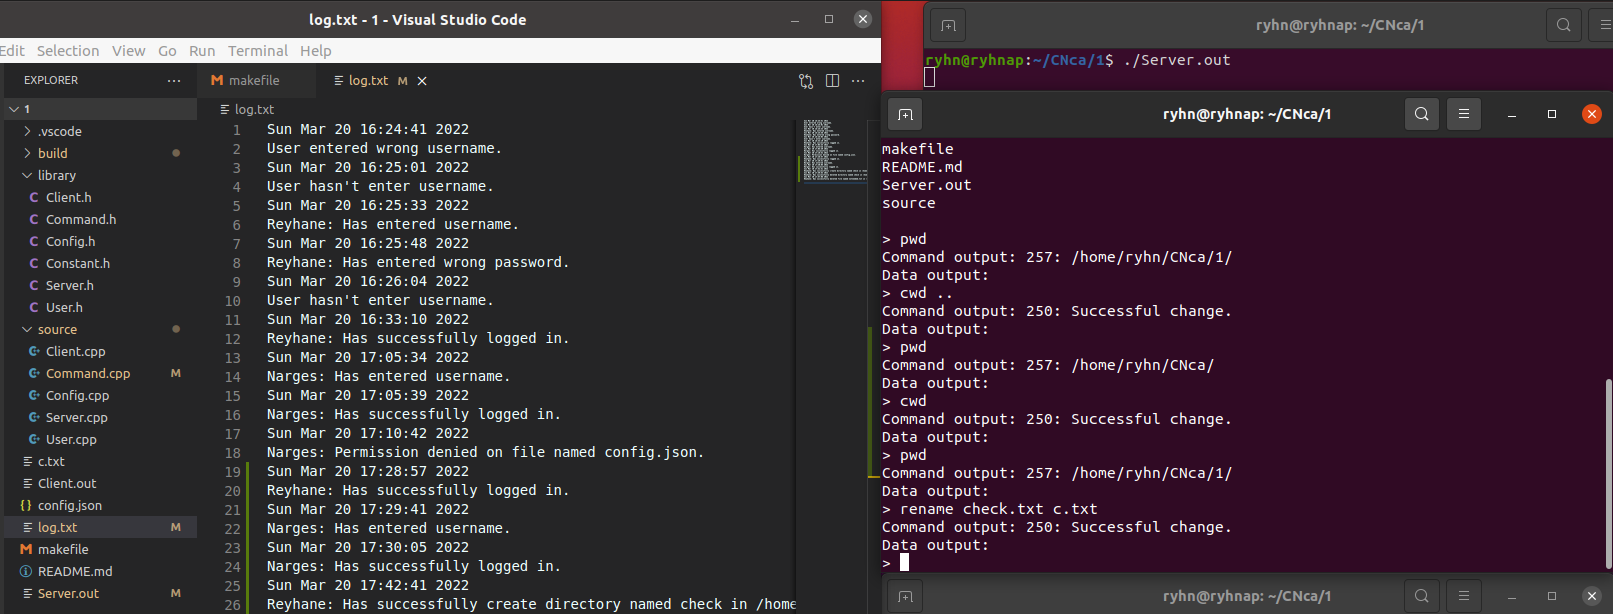 log.txt - 1 - Visual Studio Code
Edit Selection View Go Run Terminal Help
EXPLORER
1
.vscode
build
library
Client.h
Command.h
Config.h
Constant.h
Server.h
User.h
source
Client.cpp
Command.cpp M
Config.cpp
Server.cpp
User.cpp
c.txt
Client.out
config.json
log.txt M
makefile
README.md
Server.out M
makefile log.txt M
log.txt
1 Sun Mar 20 16:24:41 2022
2 User entered wrong username.
3 Sun Mar 20 16:25:01 2022
4 User hasn't enter username.
5 Sun Mar 20 16:25:33 2022
6 Reyhane: Has entered username.
7 Sun Mar 20 16:25:48 2022
8 Reyhane: Has entered wrong password.
9 Sun Mar 20 16:26:04 2022
10 User hasn't enter username.
11 Sun Mar 20 16:33:10 2022
12 Reyhane: Has successfully logged in.
13 Sun Mar 20 17:05:34 2022
14 Narges: Has entered username.
15 Sun Mar 20 17:05:39 2022
16 Narges: Has successfully logged in.
17 Sun Mar 20 17:10:42 2022
18 Narges: Permission denied on file named config.json.
19 Sun Mar 20 17:28:57 2022
20 Reyhane: Has successfully logged in.
21 Sun Mar 20 17:29:41 2022
22 Narges: Has entered username.
23 Sun Mar 20 17:30:05 2022
24 Narges: Has successfully logged in.
25 Sun Mar 20 17:42:41 2022
26 Reyhane: Has successfully create directory named check in /home
ryhn@ryhnap: ~/CNca/1
ryhn@ryhnap:~/CNca/1$ ./Server.out
ryhn@ryhnap: ~/CNca/1
makefile
README.md
Server.out
source
> pwd
Command output: 257: /home/ryhn/CNca/1/
Data output:
> cwd ..
Command output: 250: Successful change.
Data output:
> pwd
Command output: 257: /home/ryhn/CNca/
Data output:
> cwd
Command output: 250: Successful change.
Data output:
> pwd
Command output: 257: /home/ryhn/CNca/1/
Data output:
> rename check.txt c.txt
Command output: 250: Successful change.
Data output:
>
ryhn@ryhnap: ~/CNca/1